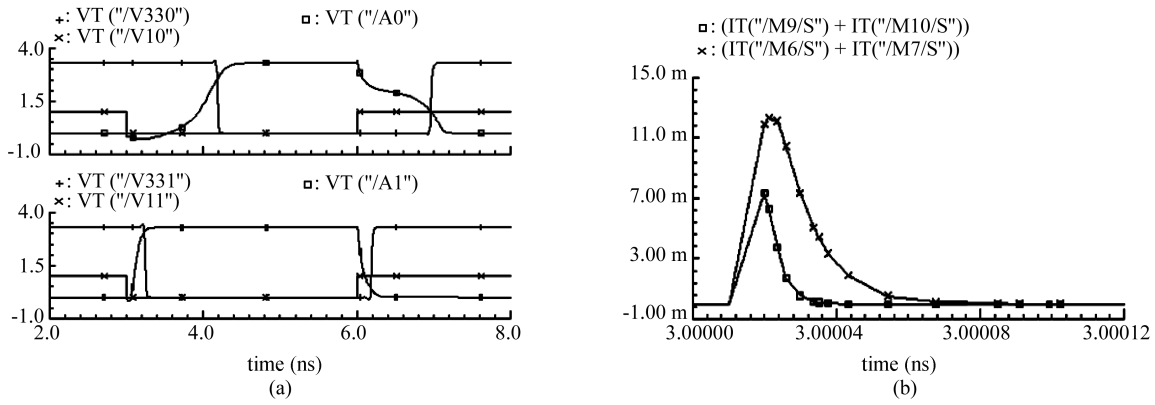 +: VT ("/V330")
□: VT ("/A0")
×: VT ("/V10")
4.0
1.5
-1.0
+: VT ("/V331")
□: VT ("/A1")
×: VT ("/V11")
4.0
1.5
-1.0
2.0 4.0 6.0 8.0
time (ns)
(a)
□: (IT("/M9/S") + IT("/M10/S"))
×: (IT("/M6/S") + IT("/M7/S"))
15.0 m
11.0 m
7.00 m
3.00 m
-1.00 m
3.00000 3.00004 3.00008 3.00012
time (ns)
(b)